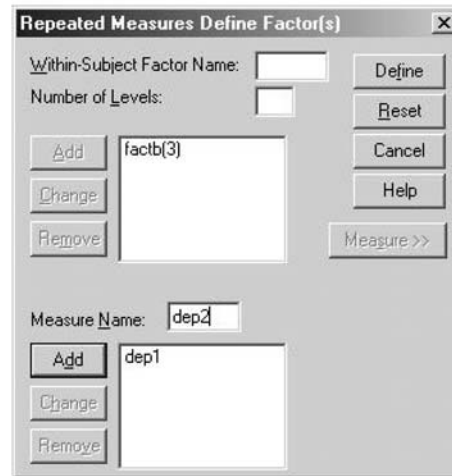 Repeated Measures Define Factor(s)
Within-Subject Factor Name:
Define
Number of Levels:
Reset
Add
factb(3)
Cancel
Change
Help
Remove
Measure >>
Measure Name: dep2
Add
dep1
Change
Remove